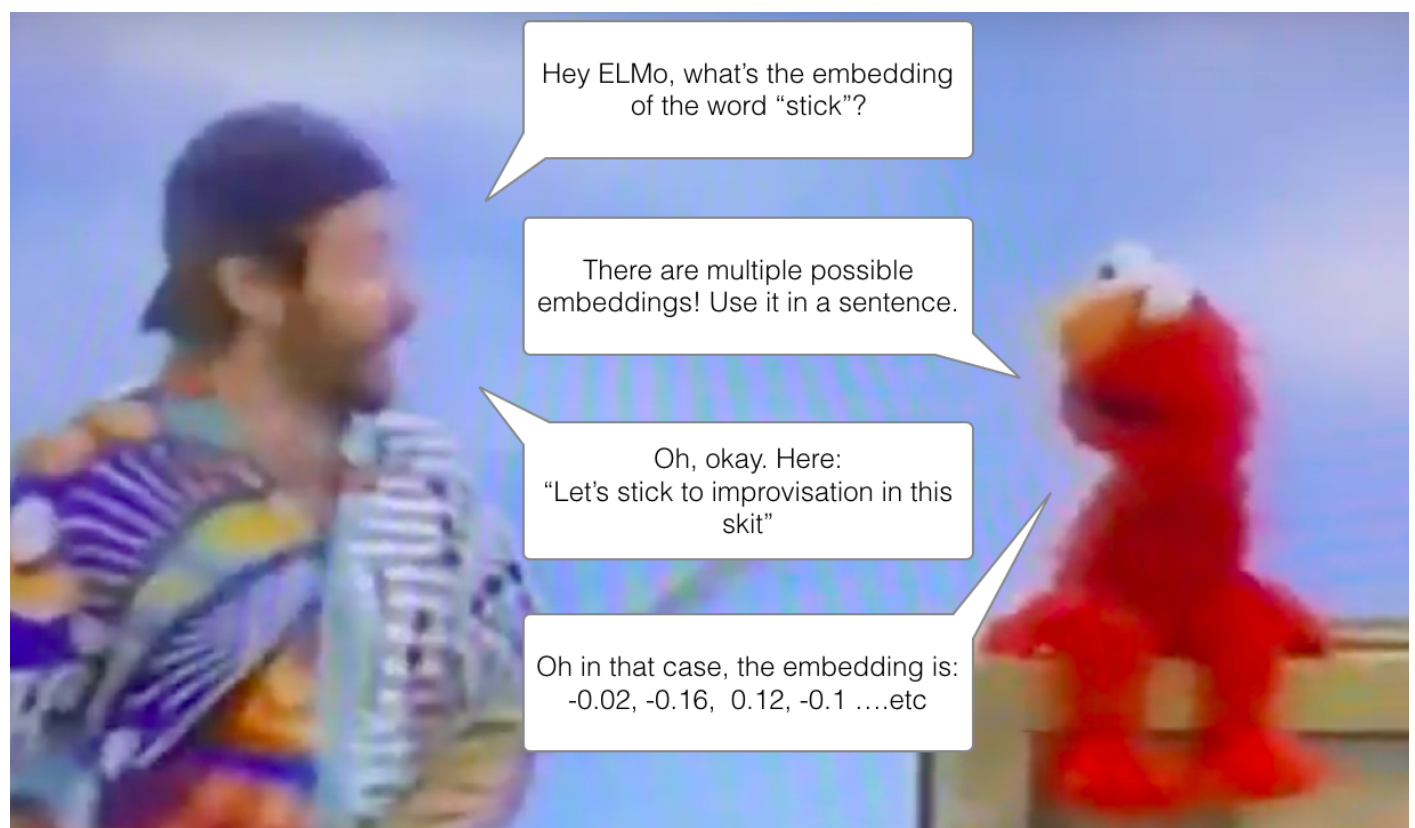 Hey ELMo, what’s the embedding
of the word “stick”?
There are multiple possible
embeddings! Use it in a sentence.
Oh, okay. Here:
“Let’s stick to improvisation in this
skit”
Oh in that case, the embedding is:
-0.02, -0.16,  0.12, -0.1 ….etc